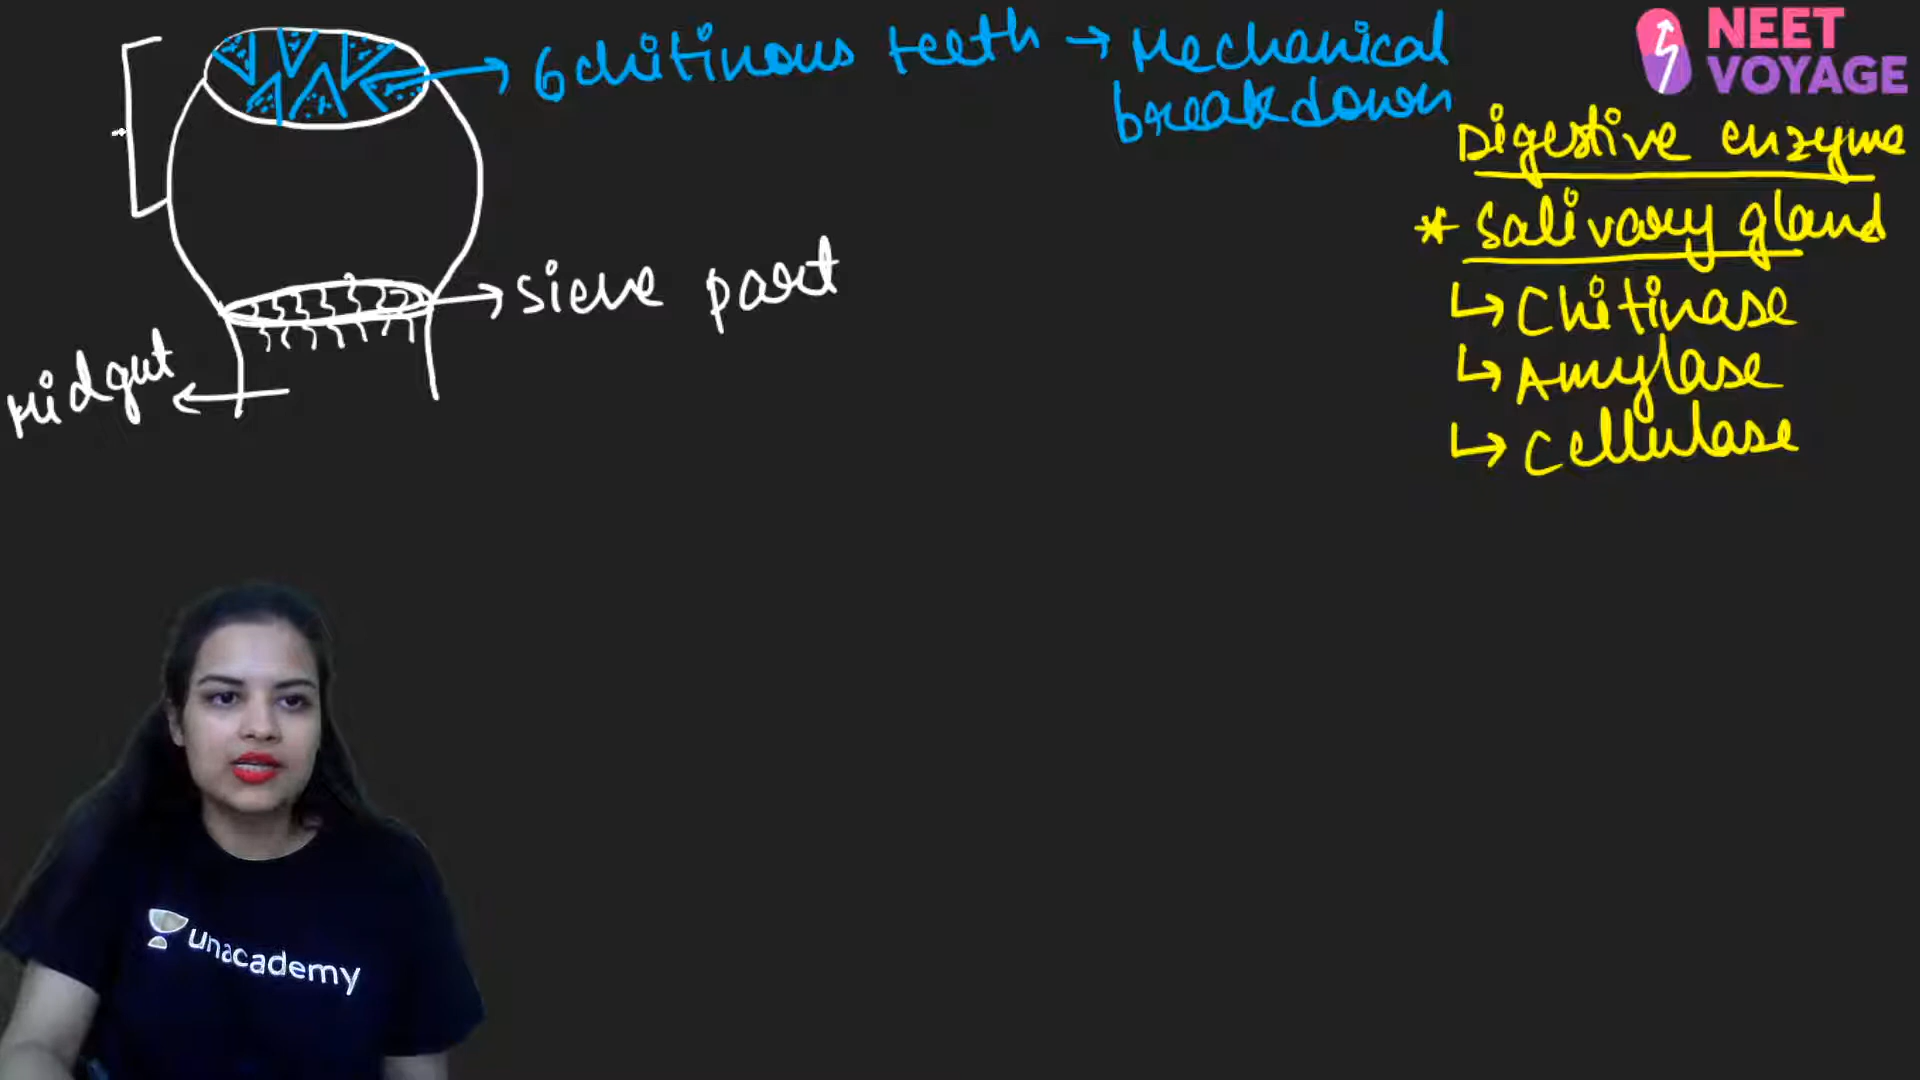 6 chitinous teeth → Mechanical
breakdown
NEET
VOYAGE
Digestive enzyme
* Salivary gland
↳ Chitinase
↳ Amylase
↳ Cellulase
→ Sieve part
Midgut
unacademy